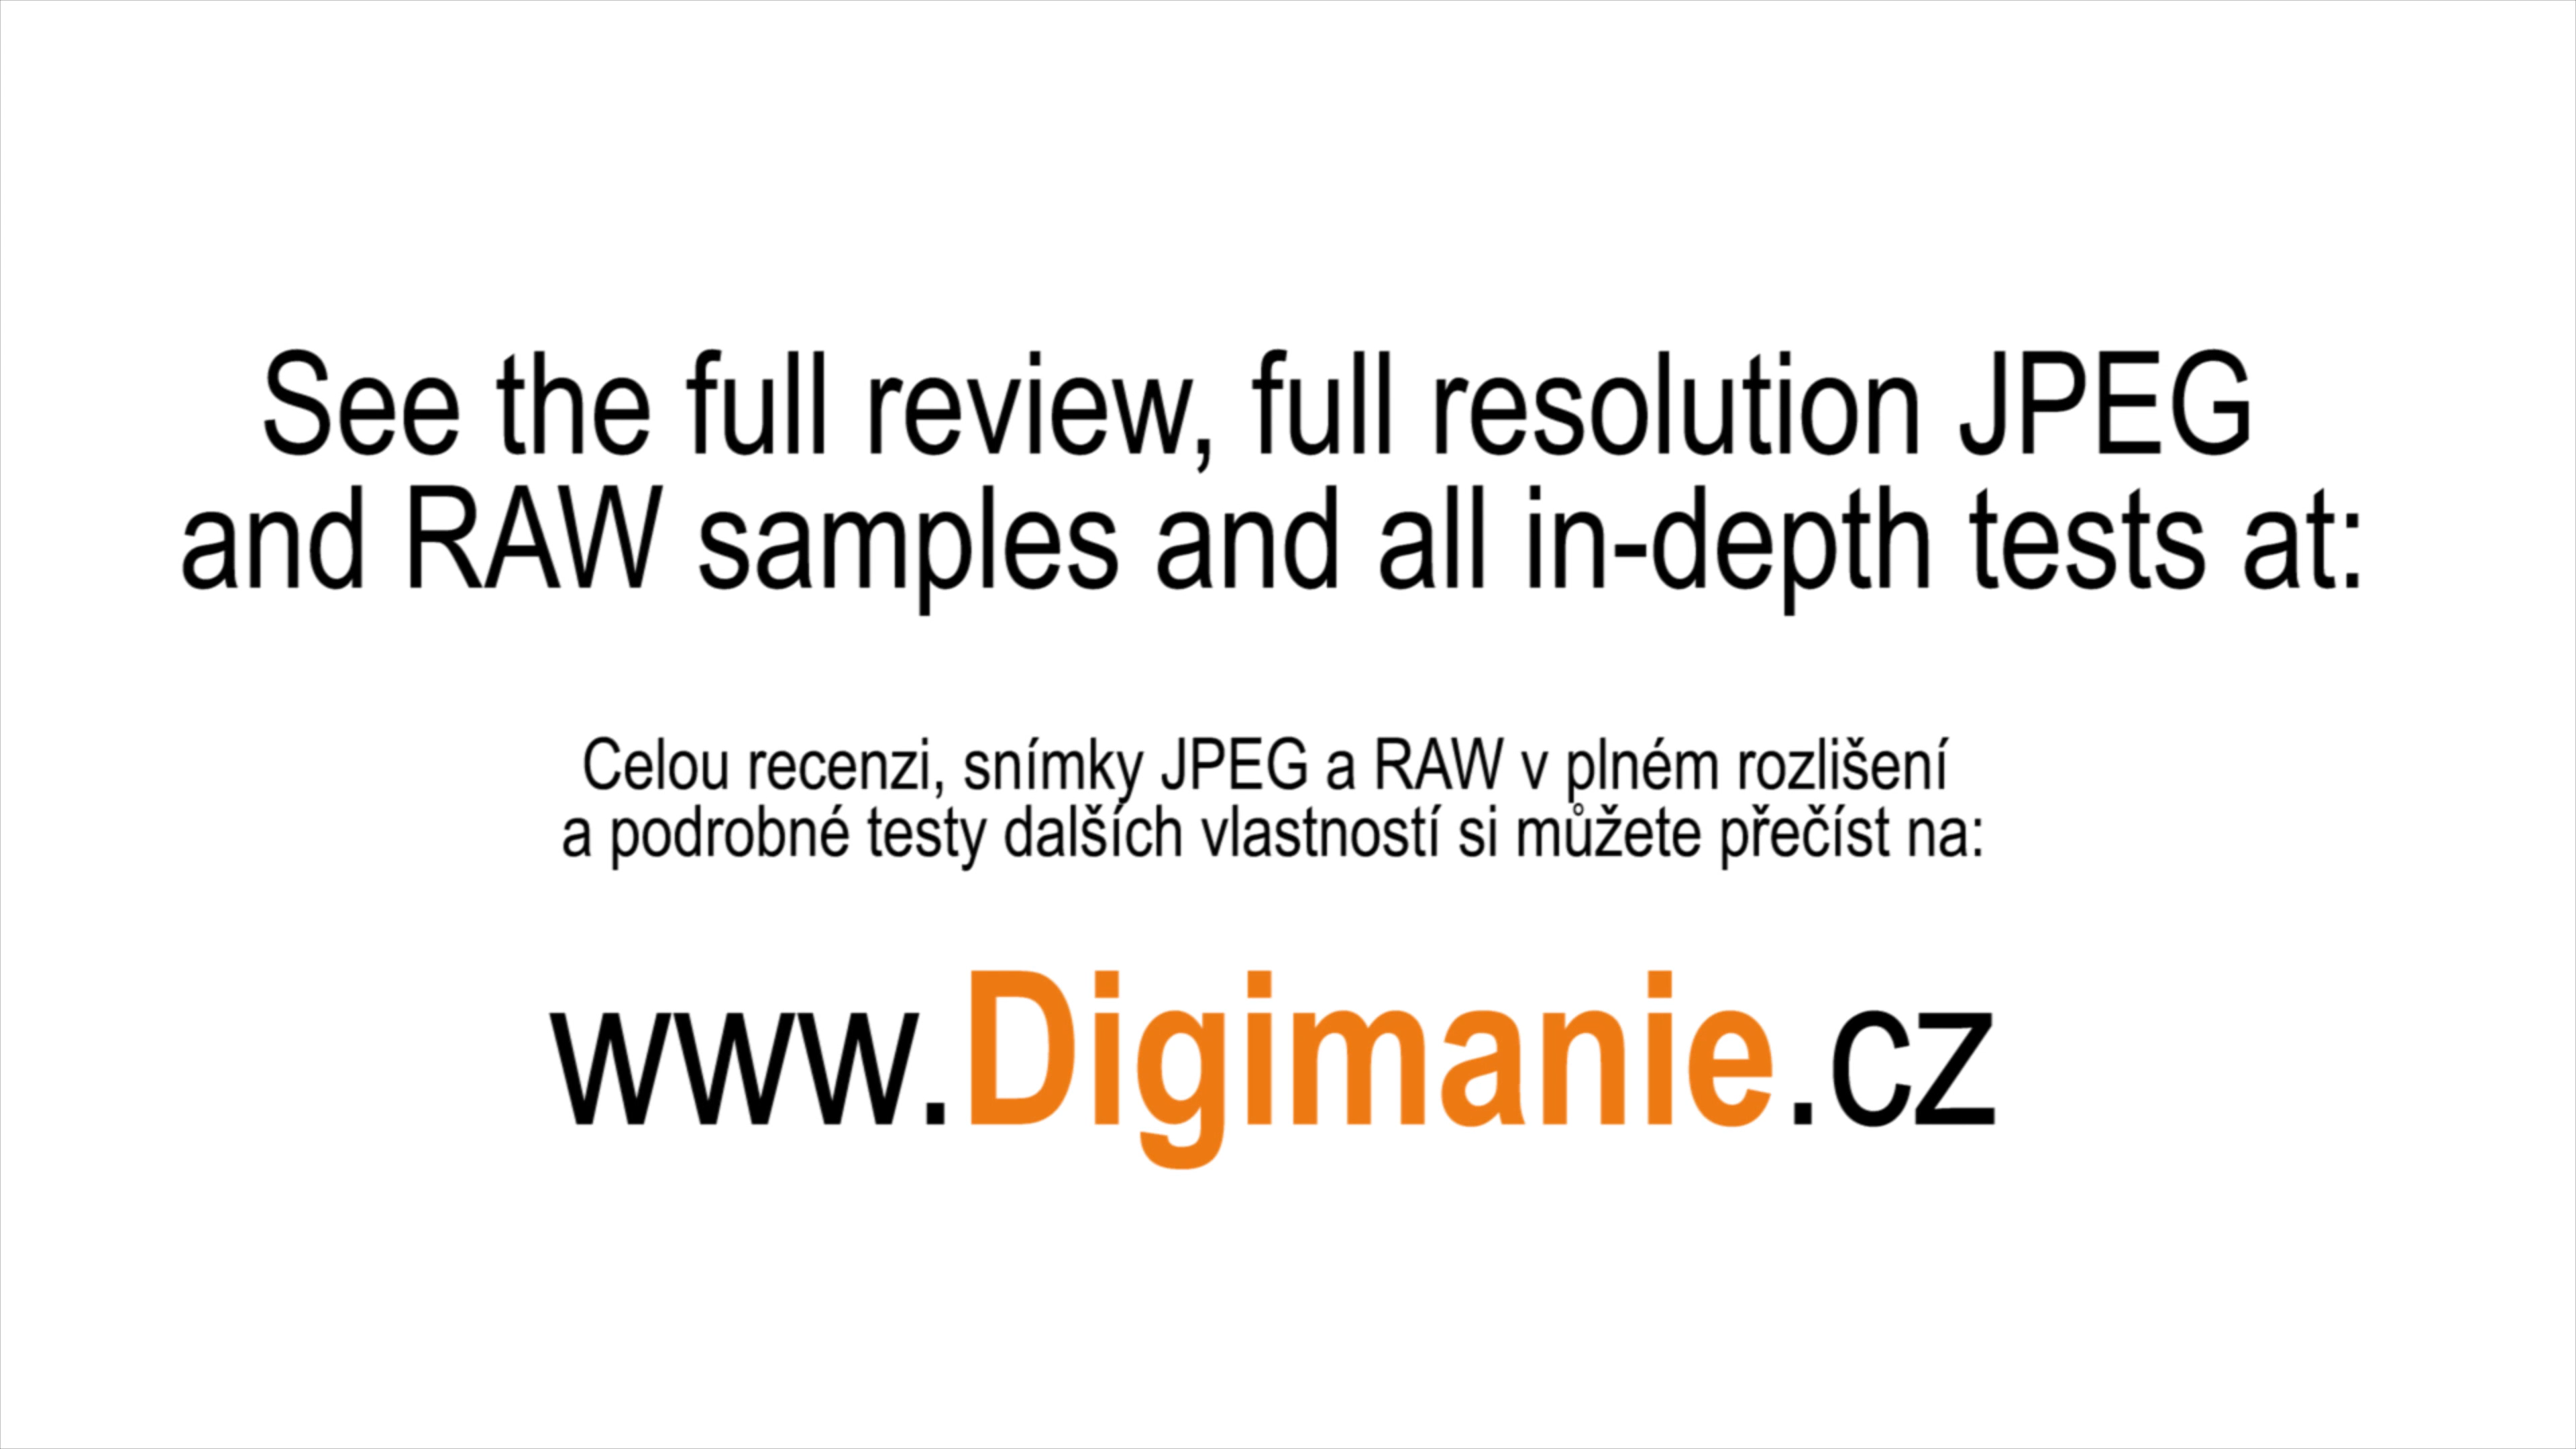 See the full review, full resolution JPEG
and RAW samples and all in-depth tests at:
Celou recenzi, snímky JPEG a RAW v plném rozlišení
a podrobné testy dalších vlastností si můžete přečíst na:
www.Digimanie.cz